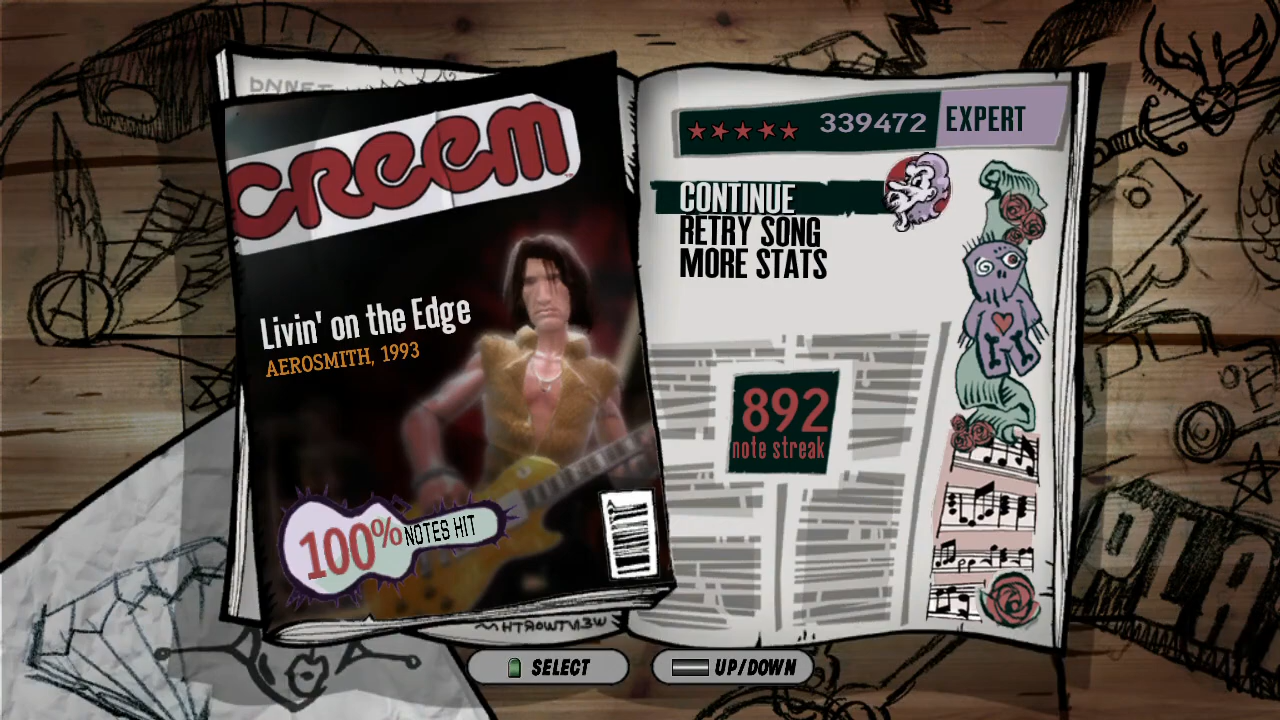 CREEM
Livin' on the Edge
AEROSMITH, 1993
100% NOTES HIT
339472 EXPERT
CONTINUE
RETRY SONG
MORE STATS
892
note streak
SELECT
UP/DOWN